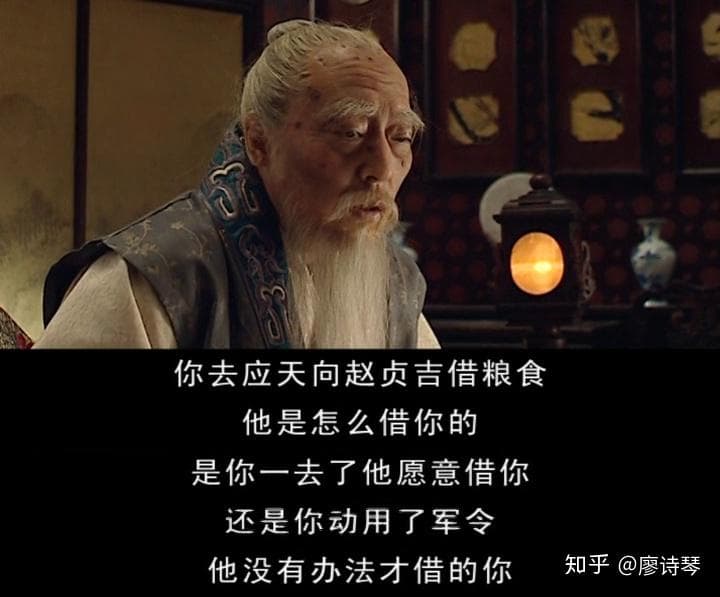 你去应天向赵贞吉借粮食
他是怎么借你的
是你一去了他愿意借你
还是你动用了军令
他没有办法才借的你
知乎 @廖诗琴